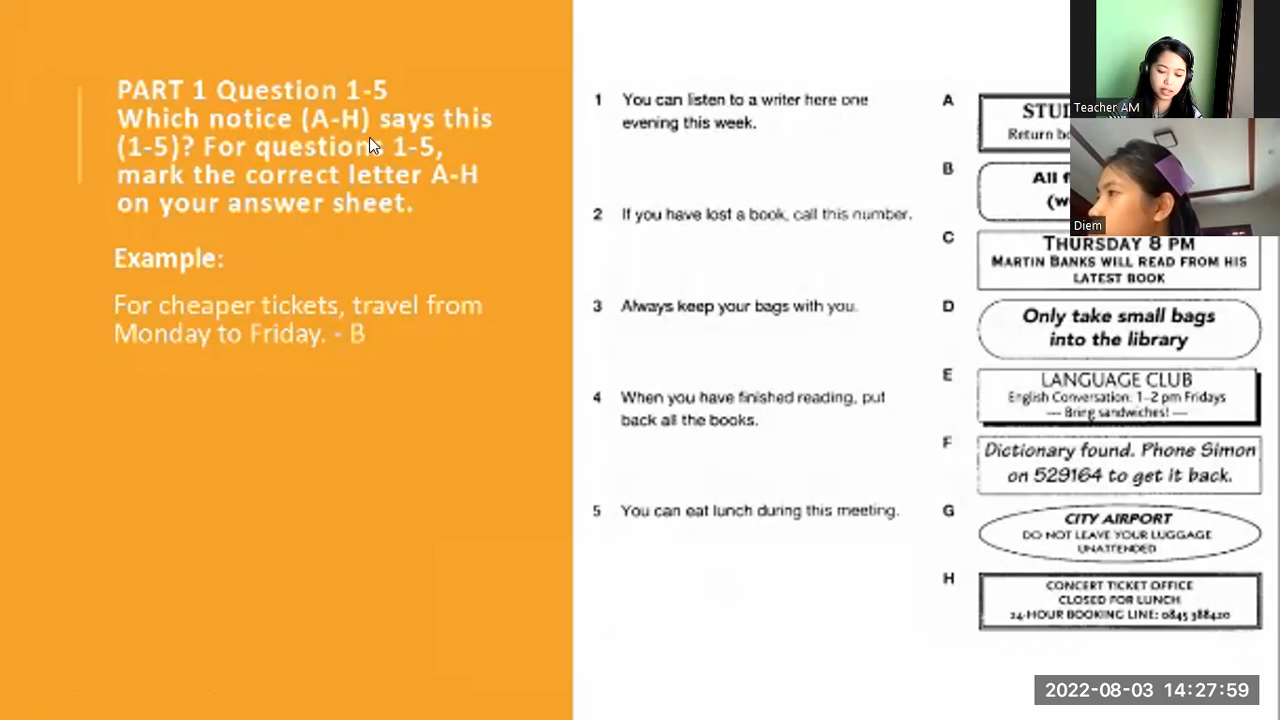 PART 1 Question 1-5
Which notice (A-H) says this
(1-5)? For questions 1-5,
mark the correct letter A-H
on your answer sheet.
Example:
For cheaper tickets, travel from
Monday to Friday. - B
1 You can listen to a writer here one
evening this week.
2 If you have lost a book, call this number.
3 Always keep your bags with you.
4 When you have finished reading, put
back all the books.
5 You can eat lunch during this meeting.
A
Return
B
All
C
THURSDAY 8 PM
MARTIN BANKS WILL READ FROM HIS
LATEST BOOK
D
Only take small bags
into the library
E
LANGUAGE CLUB
English Conversation: 1-2 pm Fridays
— Bring sandwiches! —
F
Dictionary found. Phone Simon
on 529164 to get it back.
G
CITY AIRPORT
DO NOT LEAVE YOUR LUGGAGE
UNATTENDED
H
CONCERT TICKET OFFICE
CLOSED FOR LUNCH
24-HOUR BOOKING LINE: 0845 388420
Teacher AM
Diem
2022-08-03 14:27:59